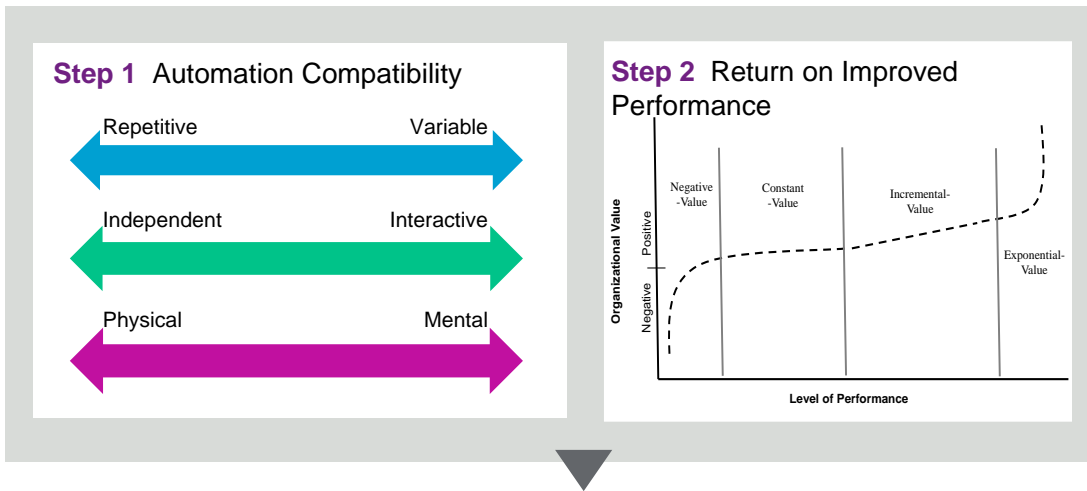 Step 1 Automation Compatibility
Repetitive Variable
Independent Interactive
Physical Mental
Step 2 Return on Improved
Performance
Organizational Value
Negative Positive
Negative
-Value
Constant
-Value
Incremental-
Value
Exponential-
Value
Level of Performance